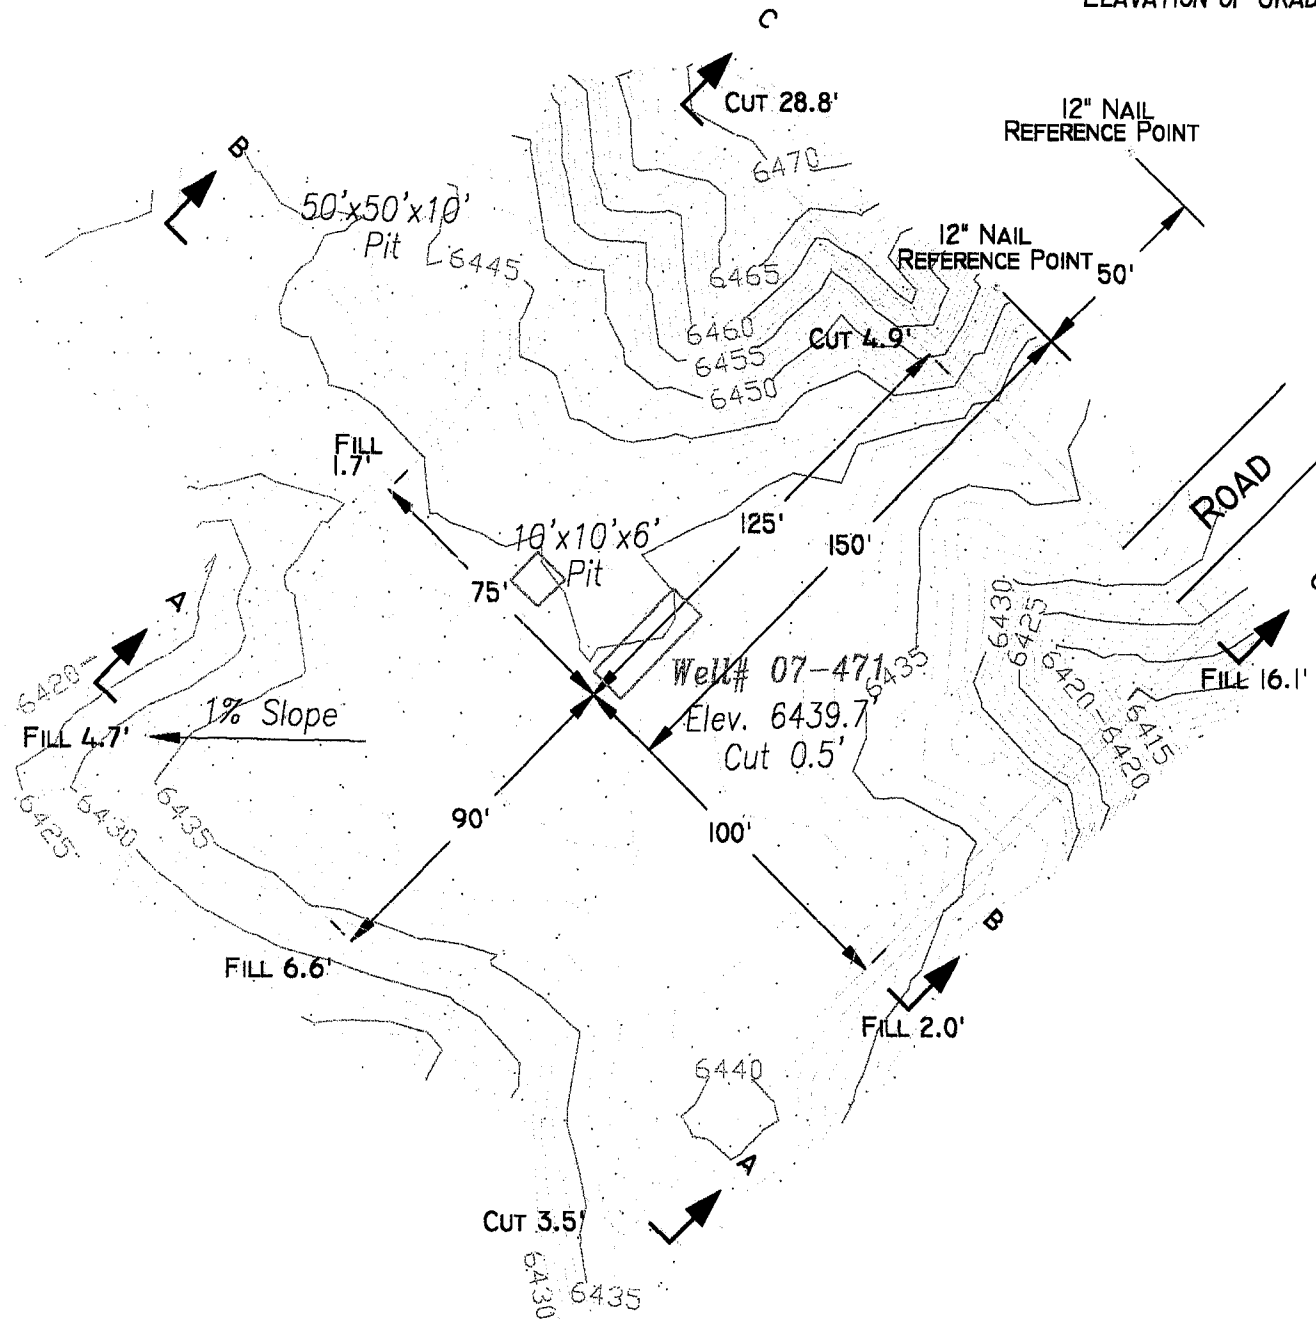 C
CUT 28.8'
12" NAIL
REFERENCE POINT
B
6470
50'x50'x10'
Pit
6445
12" NAIL
REFERENCE POINT
50'
6465
6460
CUT 4.9'
6455
6450
FILL
1.7'
ROAD
125'
10'x10'x6'
Pit
150'
75'
A
6430
6425
6420
6420
6415
6420
FILL 16.1'
6435
Well# 07-471
Elev. 6439.7'
Cut 0.5'
1% Slope
FILL 4.7'
6425
6430
6435
90'
100'
B
FILL 6.6'
FILL 2.0'
6440
A
CUT 3.5'
6430
6435